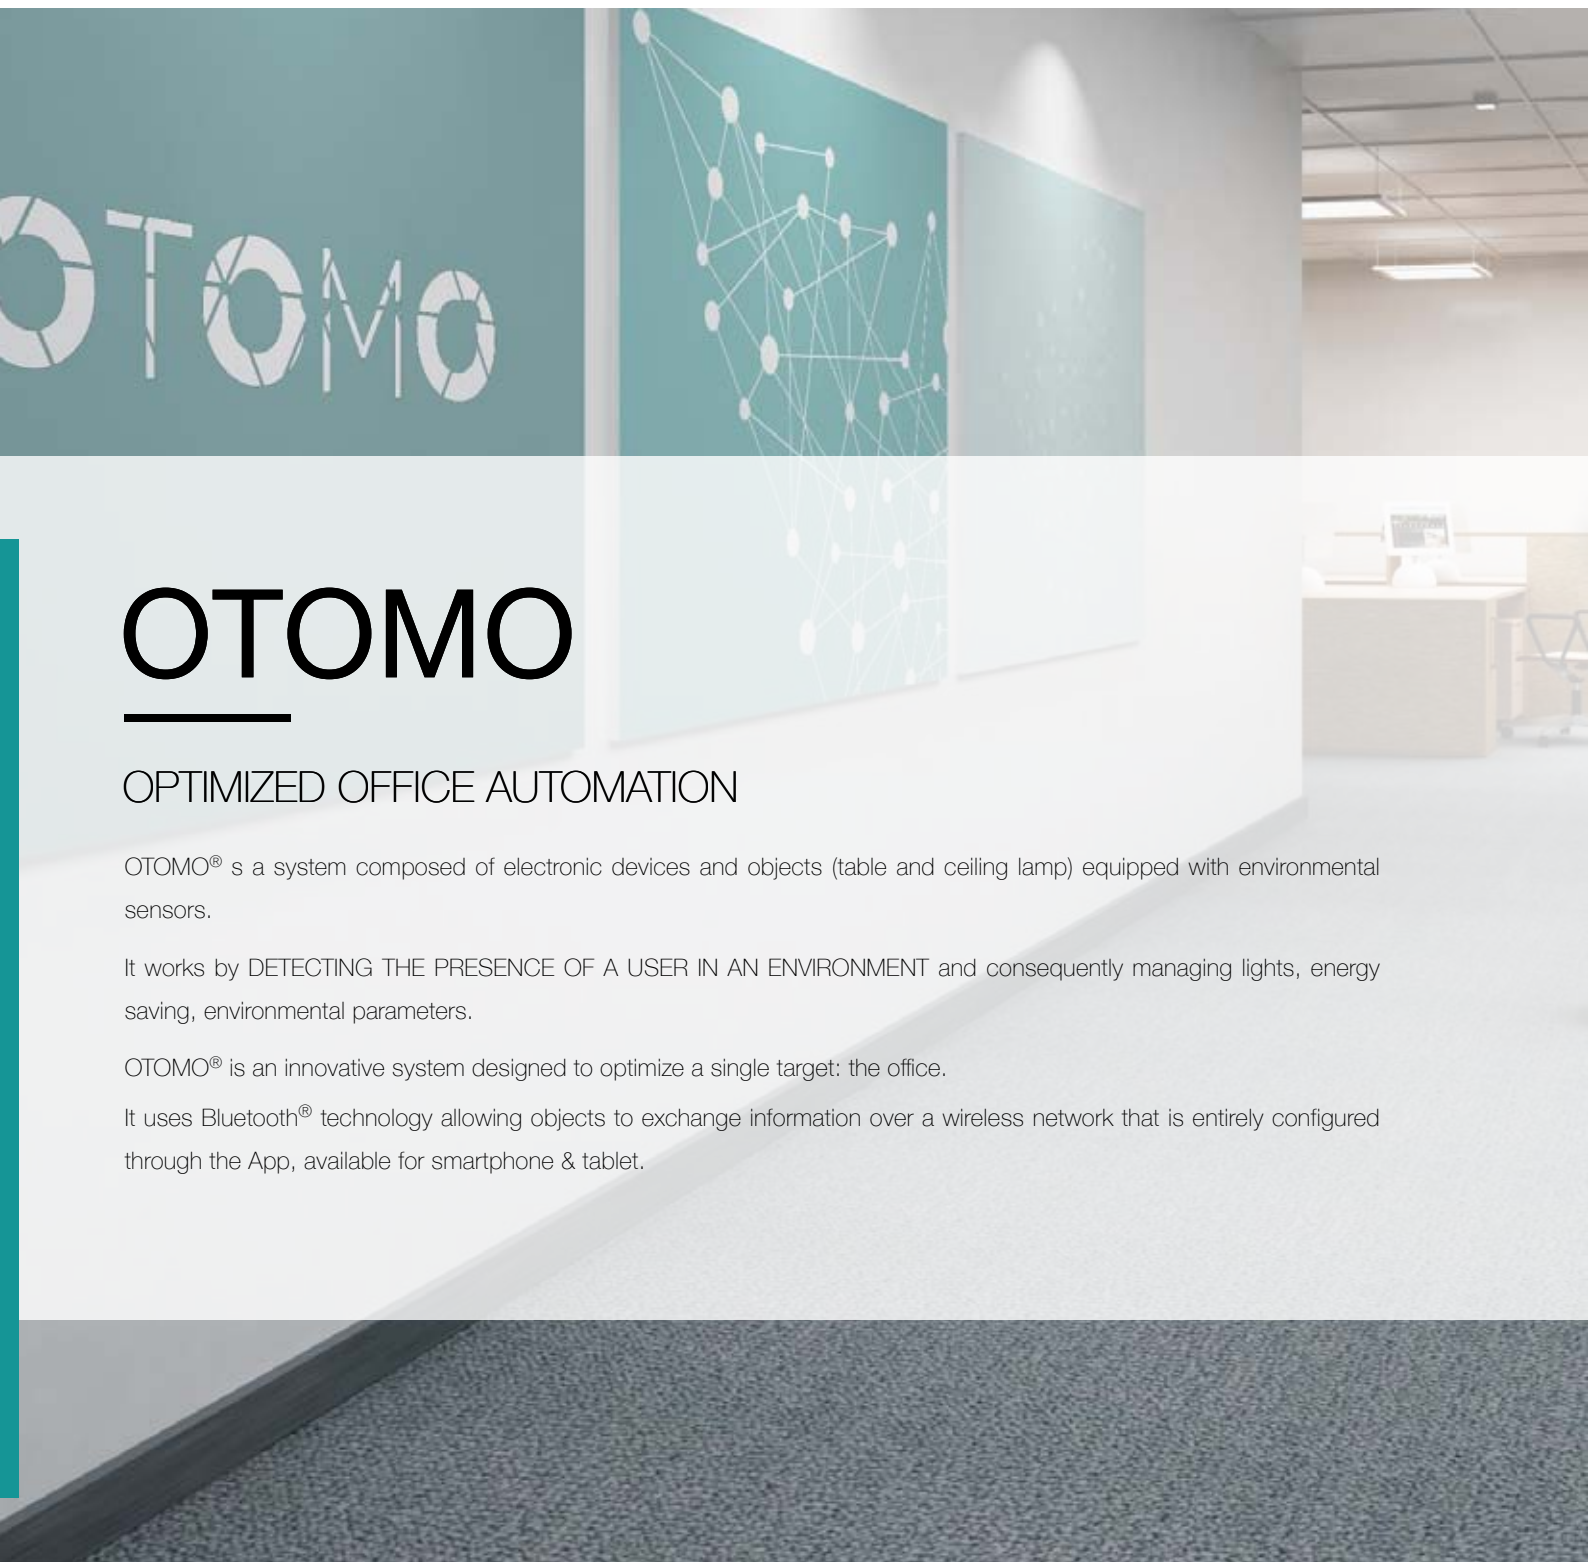 OTOMO
OTOMO
OPTIMIZED OFFICE AUTOMATION
OTOMO® s a system composed of electronic devices and objects (table and ceiling lamp) equipped with environmental
sensors.
It works by DETECTING THE PRESENCE OF A USER IN AN ENVIRONMENT and consequently managing lights, energy
saving, environmental parameters.
OTOMO® is an innovative system designed to optimize a single target: the office.
It uses Bluetooth® technology allowing objects to exchange information over a wireless network that is entirely configured
through the App, available for smartphone & tablet.